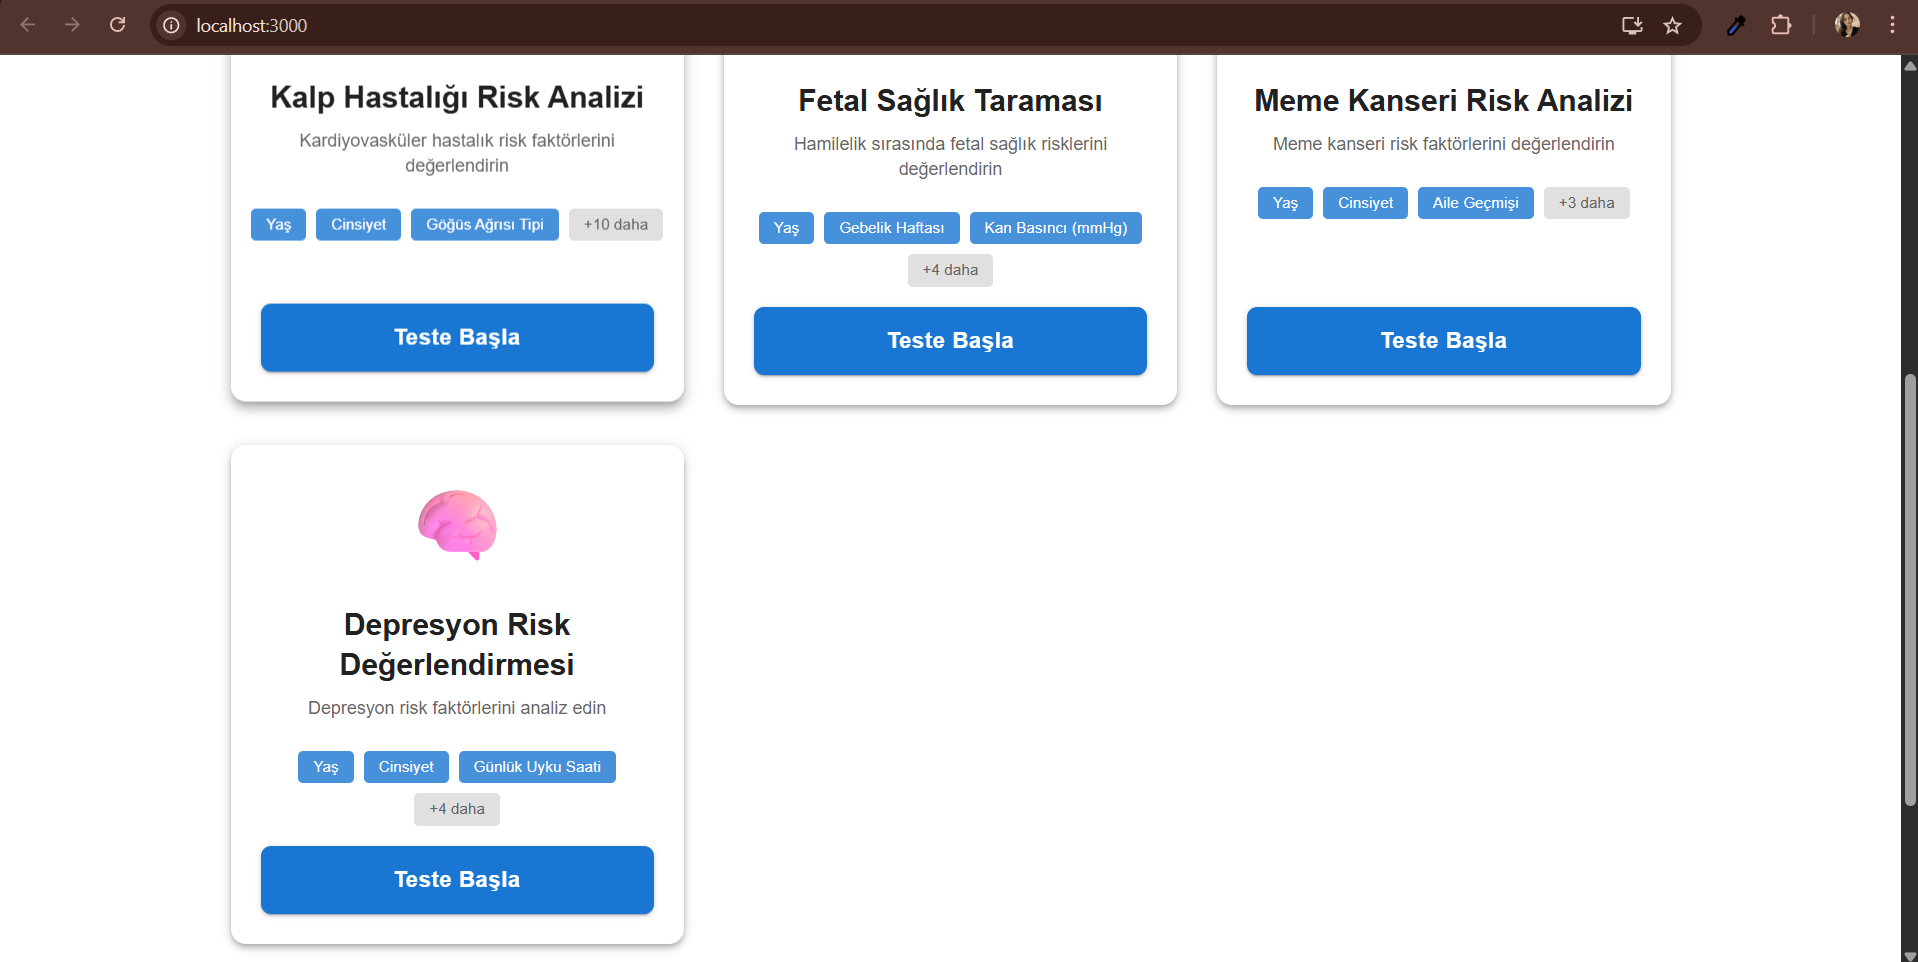 localhost:3000
Kalp Hastalığı Risk Analizi
Kardiyovasküler hastalık risk faktörlerini
değerlendirin
Yaş Cinsiyet Göğüs Ağrısı Tipi +10 daha
Teste Başla
Fetal Sağlık Taraması
Hamilelik sırasında fetal sağlık risklerini
değerlendirin
Yaş Gebelik Haftası Kan Basıncı (mmHg)
+4 daha
Teste Başla
Meme Kanseri Risk Analizi
Meme kanseri risk faktörlerini değerlendirin
Yaş Cinsiyet Aile Geçmişi +3 daha
Teste Başla
Depresyon Risk
Değerlendirmesi
Depresyon risk faktörlerini analiz edin
Yaş Cinsiyet Günlük Uyku Saati
+4 daha
Teste Başla